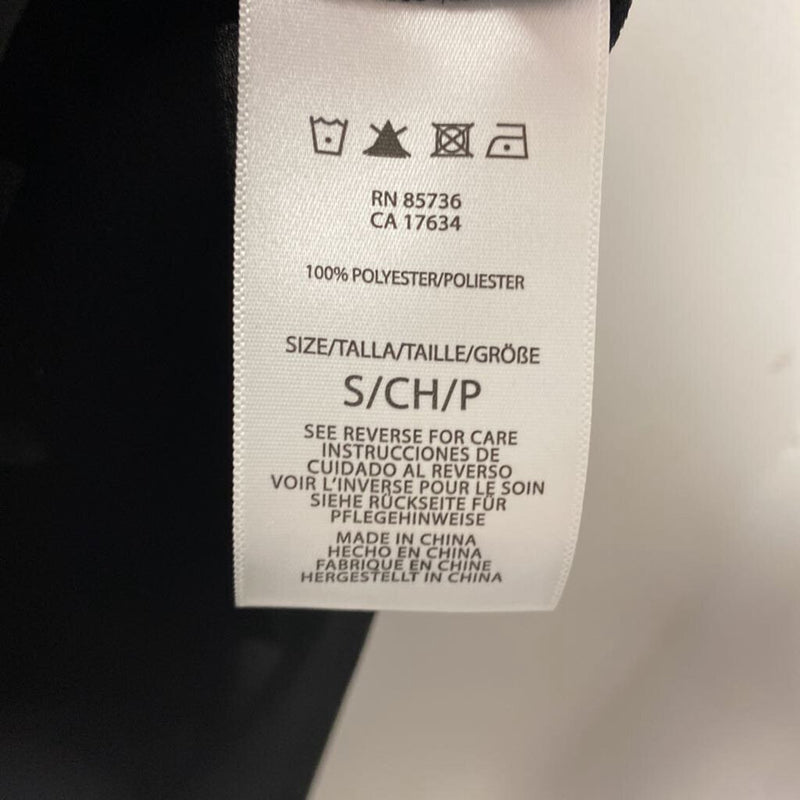 RN 85736
CA 17634
100% POLYESTER/POLIESTER
SIZE/TALLA/TAILLE/GRÖßE
S/CH/P
SEE REVERSE FOR CARE
INSTRUCCIONES DE
CUIDADO AL REVERSO
VOIR L'INVERSE POUR LE SOIN
SIEHE RÜCKSEITE FÜR
PFLEGEHINWEISE
MADE IN CHINA
HECHO EN CHINA
FABRIQUE EN CHINE
HERGESTELLT IN CHINA